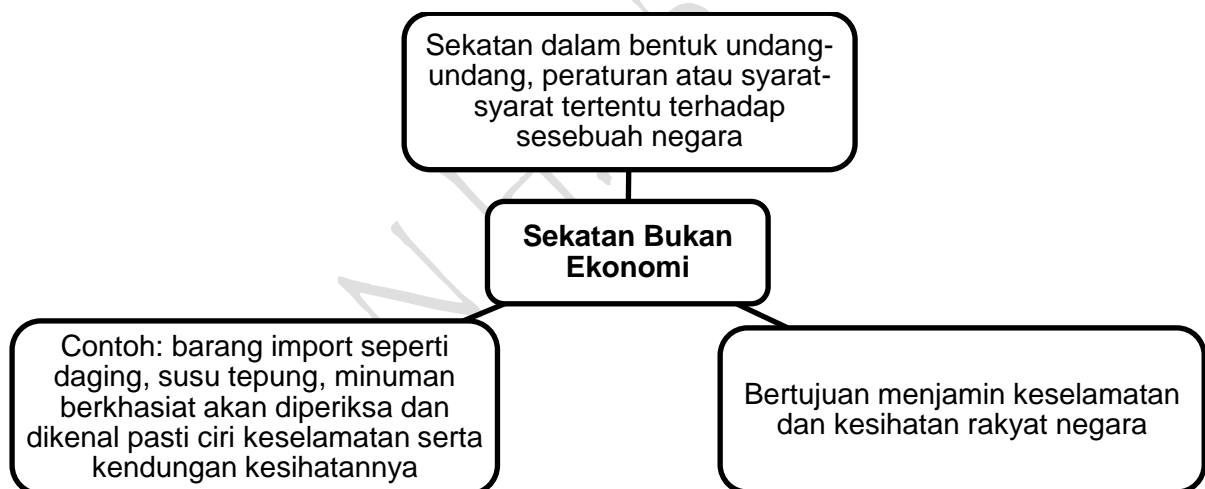 Sekatan dalam bentuk undang-
undang, peraturan atau syarat-
syarat tertentu terhadap
sesebuah negara
Sekatan Bukan
Ekonomi
Contoh: barang import seperti
daging, susu tepung, minuman
berkhasiat akan diperiksa dan
dikenal pasti ciri keselamatan serta
kendungan kesihatannya
Bertujuan menjamin keselamatan
dan kesihatan rakyat negara